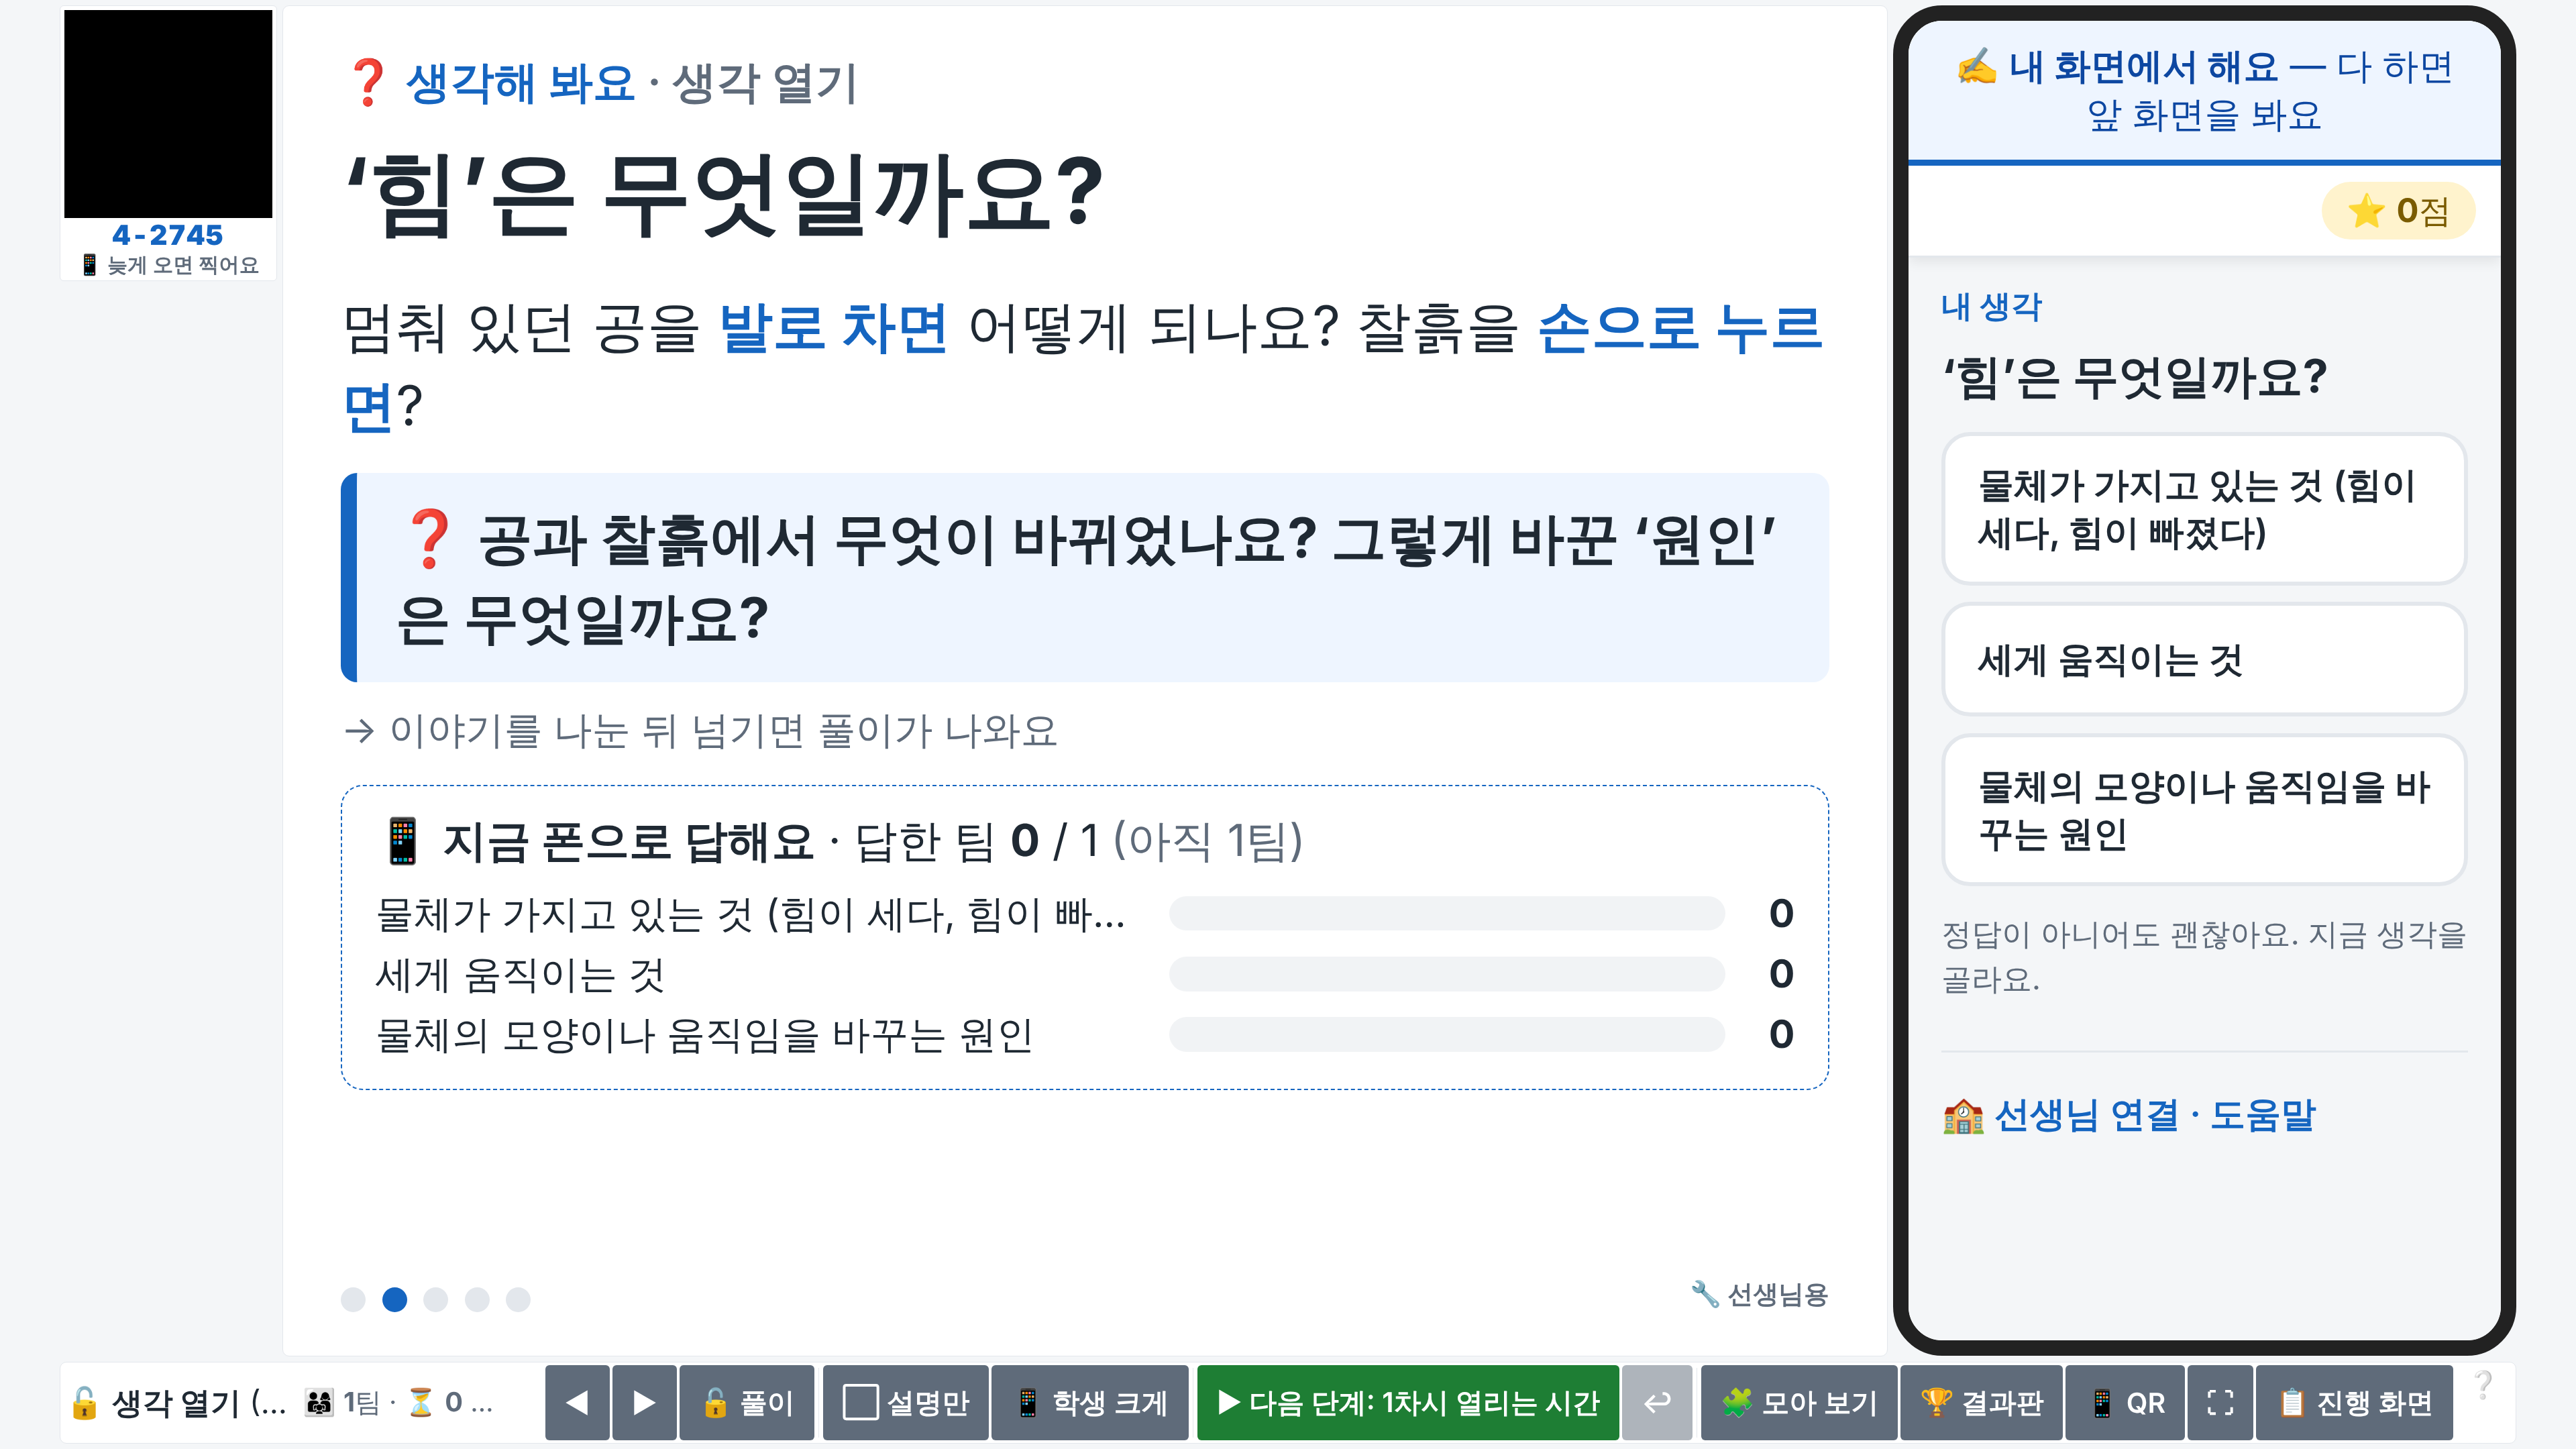 4-2745
📱 늦게 오면 찍어요
❓ 생각해 봐요 · 생각 열기
‘힘’은 무엇일까요?
멈춰 있던 공을 발로 차면 어떻게 되나요? 찰흙을 손으로 누르
면?
❓ 공과 찰흙에서 무엇이 바뀌었나요? 그렇게 바꾼 ‘원인’
은 무엇일까요?
→ 이야기를 나눈 뒤 넘기면 풀이가 나와요
📱 지금 폰으로 답해요 · 답한 팀 0 / 1 (아직 1팀)
물체가 가지고 있는 것 (힘이 세다, 힘이 빠... 0
세게 움직이는 것 0
물체의 모양이나 움직임을 바꾸는 원인 0
🔧 선생님용
✍️ 내 화면에서 해요 — 다 하면
앞 화면을 봐요
⭐ 0점
내 생각
‘힘’은 무엇일까요?
물체가 가지고 있는 것 (힘이
세다, 힘이 빠졌다)
세게 움직이는 것
물체의 모양이나 움직임을 바
꾸는 원인
정답이 아니어도 괜찮아요. 지금 생각을
골라요.
🏫 선생님 연결 · 도움말
🔓 생각 열기 (... 👨‍👩‍👧 1팀 · ⏳ 0 ... ◀ ▶ 🔓 풀이 ⬜ 설명만 📱 학생 크게 ▶ 다음 단계: 1차시 열리는 시간 ↩ 🧩 모아 보기 🏆 결과판 📱 QR ⛶ 📋 진행 화면 ❔